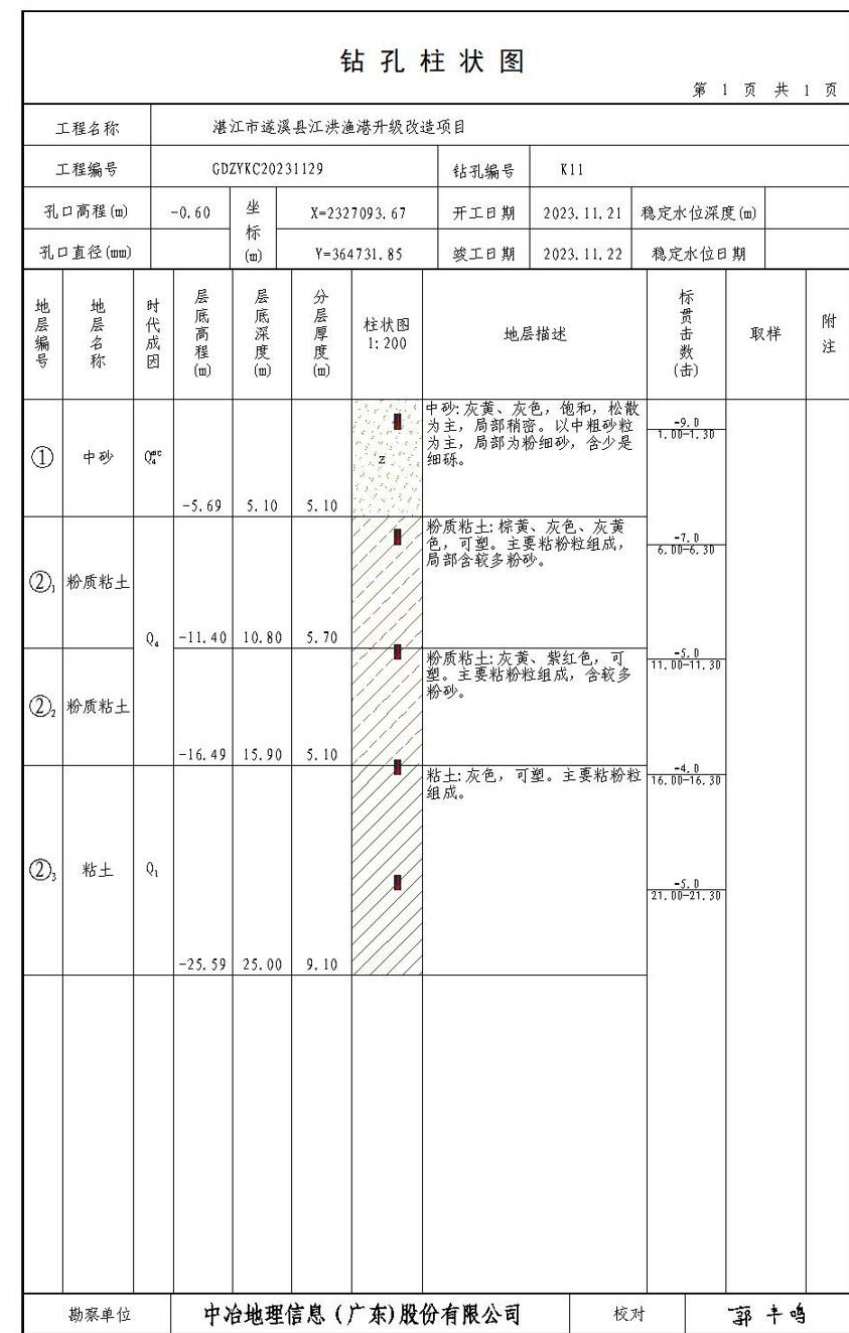 钻孔柱状图
第 1 页 共 1 页
工程名称 湛江市遂溪县江洪渔港升级改造项目
工程编号 GDZYKC20231129 钻孔编号 K11
孔口高程(m) -0.60 坐标(m) X=2327093.67 开工日期 2023.11.21 稳定水位深度(m)
孔口直径(mm) Y=364731.85 竣工日期 2023.11.22 稳定水位日期
地层编号 地层名称 时代成因 层底高程(m) 层底深度(m) 分层厚度(m) 柱状图 1:200 地层描述 标贯击数(击) 取样 附注
中砂:灰黄、灰色，饱和，松散
为主，局部稍密。以中粗砂粒
为主，局部为粉细砂，含少是
细砾。
=9.0
1.00-1.30
① 中砂 Q₄ᵐᶜ z
-5.69 5.10 5.10
粉质粘土:棕黄、灰色、灰黄
色，可塑。主要粘粉粒组成，
局部含较多粉砂。
=7.0
6.00-6.30
②₁ 粉质粘土
Q₄ -11.40 10.80 5.70
粉质粘土:灰黄、紫红色，可
塑。主要粘粉粒组成，含较多
粉砂。
=5.0
11.00-11.30
②₂ 粉质粘土
-16.49 15.90 5.10
粘土:灰色，可塑。主要粘粉粒
组成。
=4.0
16.00-16.30
②₃ 粘土 Q₁
=5.0
21.00-21.30
-25.59 25.00 9.10
勘察单位 中冶地理信息（广东)股份有限公司 校对